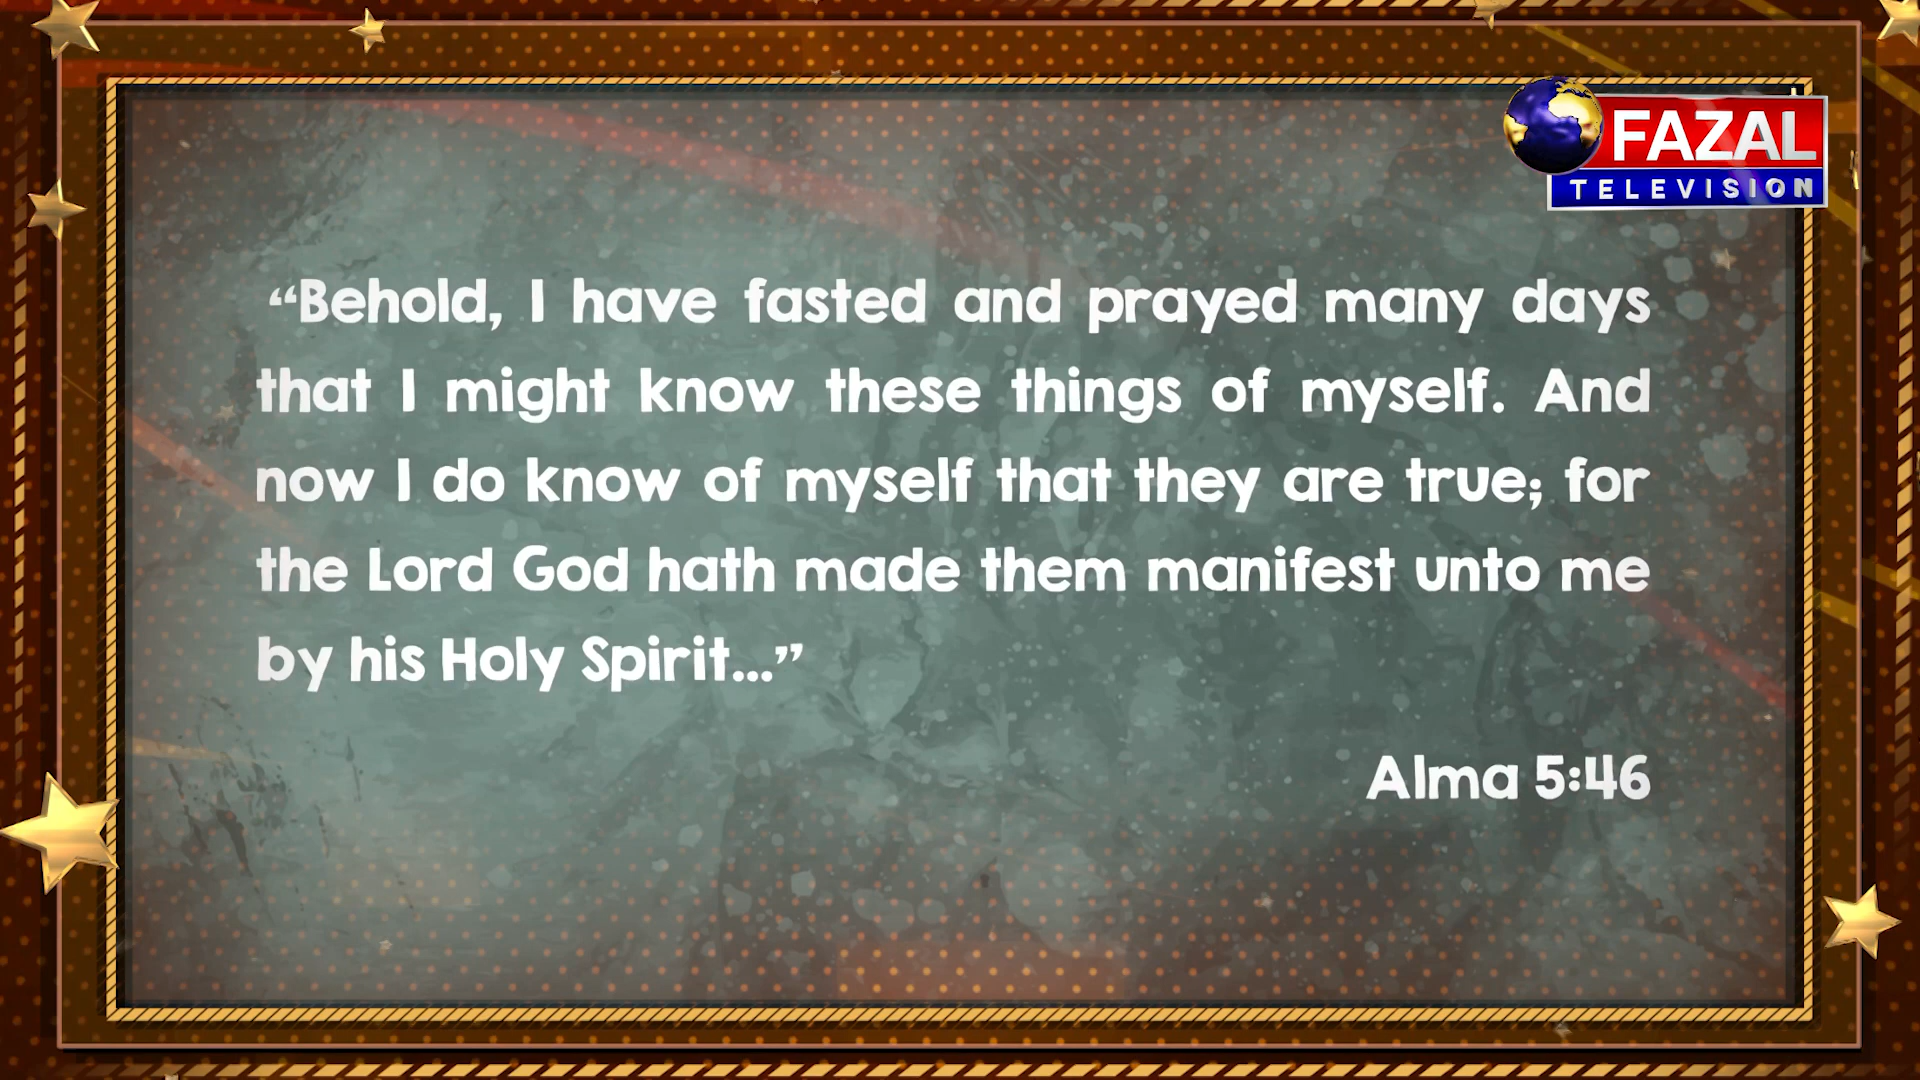 FAZAL
TELEVISION
“Behold, I have fasted and prayed many days
that I might know these things of myself. And
now I do know of myself that they are true; for
the Lord God hath made them manifest unto me
by his Holy Spirit...”
Alma 5:46